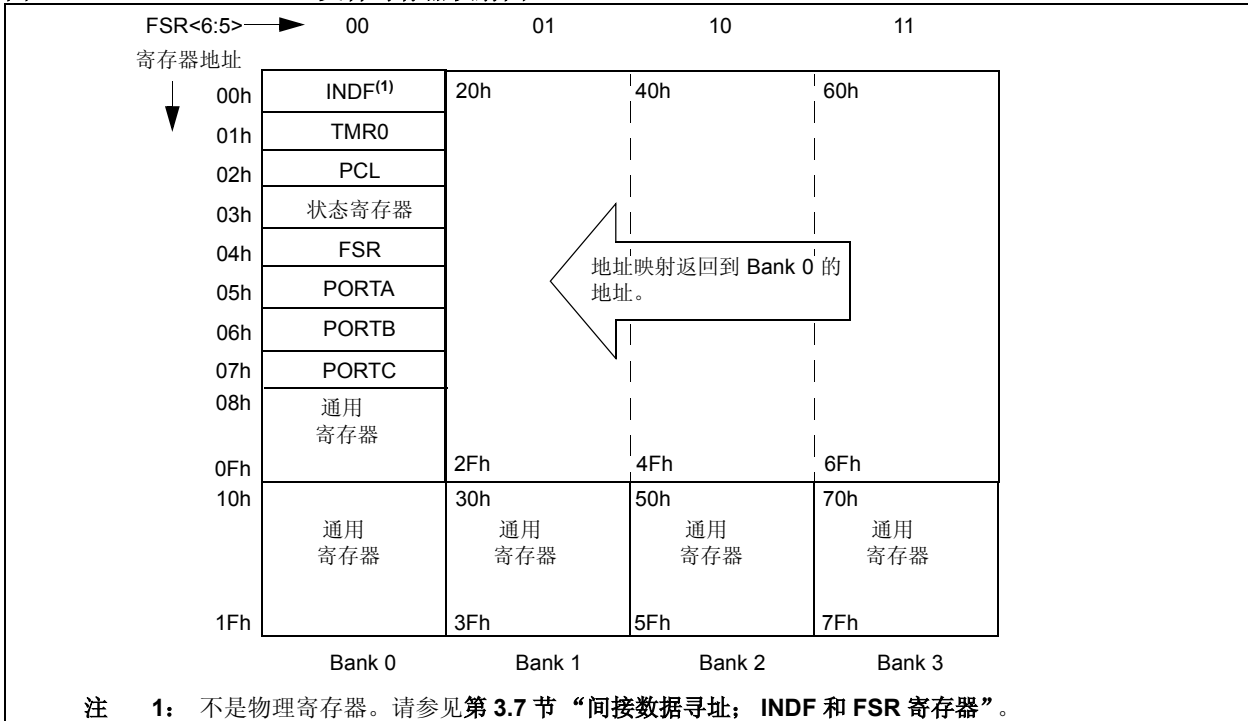 FSR<6:5> 00 01 10 11
寄存器地址
00h INDF(1) 20h 40h 60h
01h TMR0
02h PCL
03h 状态寄存器
04h FSR
地址映射返回到 Bank 0 的
地址。
05h PORTA
06h PORTB
07h PORTC
08h 通用
寄存器
0Fh 2Fh 4Fh 6Fh
10h 30h 50h 70h
通用 通用 通用 通用
寄存器 寄存器 寄存器 寄存器
1Fh 3Fh 5Fh 7Fh
Bank 0 Bank 1 Bank 2 Bank 3
注 1: 不是物理寄存器。请参见第 3.7 节 “间接数据寻址； INDF 和 FSR 寄存器”。